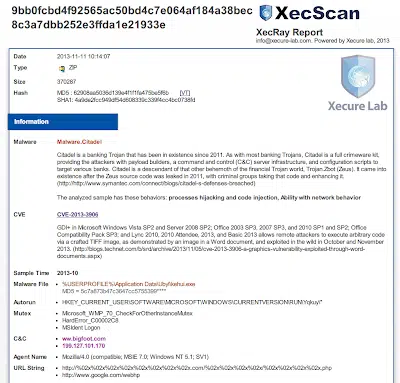 9bb0fcbd4f92565ac50bd4c7e064af184a38bec
8c3a7dbb252e3ffda1e21933e
XecScan
XecRay Report
info@xecure-lab.com. Powered by Xecure lab, 2013
Date 2013-11-11 10:14:07
Type ZIP
Size 370287
Hash MD5 : [VT]
SHA1:
Xecure Lab
Information
Malware Malware.Citadel
Citadel is a banking Trojan that has been in existence since 2011. As with most banking Trojans, Citadel is a full crimeware kit,
providing the attackers with payload builders, a command and control (C&C) server infrastructure, and configuration scripts to
target various banks. Citadel is a descendant of that other behemoth of the financial Trojan world, Trojan.Zbot (Zeus). It came into
existence after the Zeus source code was leaked in 2011, with criminal groups taking that code and enhancing it.
(http://www.symantec.com/connect/blogs/citadel-s-defenses-breached)
The analyzed sample has these behavior: processes hijacking and code injection, Ability with network behavior
CVE CVE-2013-3906
GDI+ in Microsoft Windows Vista SP2 and Server 2008 SP2; Office 2003 SP3, 2007 SP3, and 2010 SP1 and SP2; Office
Compatibility Pack SP3; and Lync 2010, 2010 Attendee, 2013, and Basic 2013 allows remote attackers to execute arbitrary code
via a crafted TIFF image, as demonstrated by an image in a Word document, and exploited in the wild in October and November
2013. (http://blogs.technet.com/b/srd/archive/2013/11/05/cve-2013-3906-a-graphics-vulnerability-exploited-through-word-
documents.aspx)
Sample Time 2013-10
Malware File • %USERPROFILE%\Application Data\Uby\kehui.exe
MD5 =
Autorun • HKEY_CURRENT_USER\SOFTWARE\MICROSOFT\WINDOWS\CURRENTVERSION\RUN\Yqkuyi*
Mutex • Microsoft_WMP_70_CheckForOtherInstanceMutex
• HardError_C00002C8
• MSIdent Logon
C&C • ww.bigfoot.com
• 199.127.101.170
Agent Name • Mozilla/4.0 (compatible; MSIE 7.0; Windows NT 5.1; SV1)
URL String • http://%02x%02x%02x%02x%02x%02x%02x%02x.com/%02x%02x%02x%02x/%02x%02x%02x%02x.php
• http://www.google.com/webhp